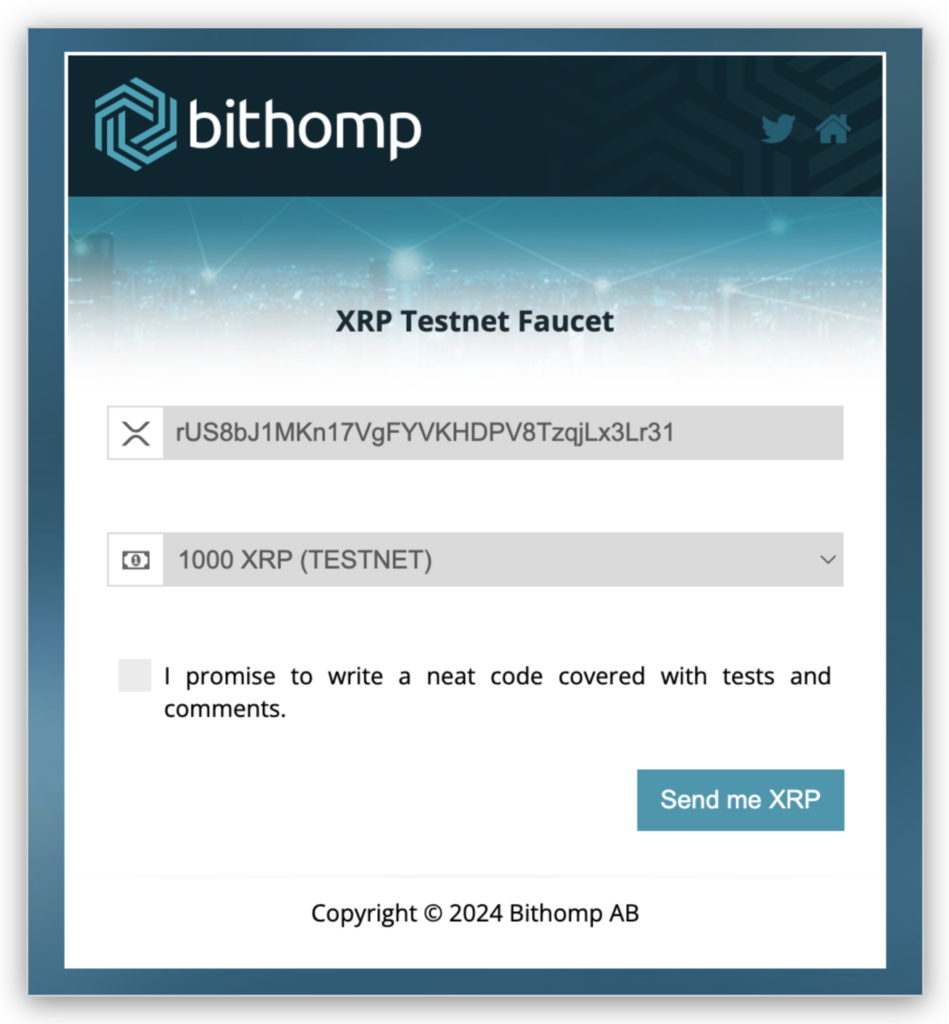 bithomp
XRP Testnet Faucet
rUS8bJ1MKn17VgFYVKHDPV8TzqjLx3Lr31
1000 XRP (TESTNET)
I promise to write a neat code covered with tests and
comments.
Send me XRP
Copyright © 2024 Bithomp AB